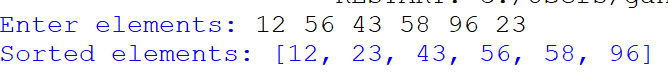 Enter elements: 12 56 43 58 96 23
Sorted elements: [12, 23, 43, 56, 58, 96]